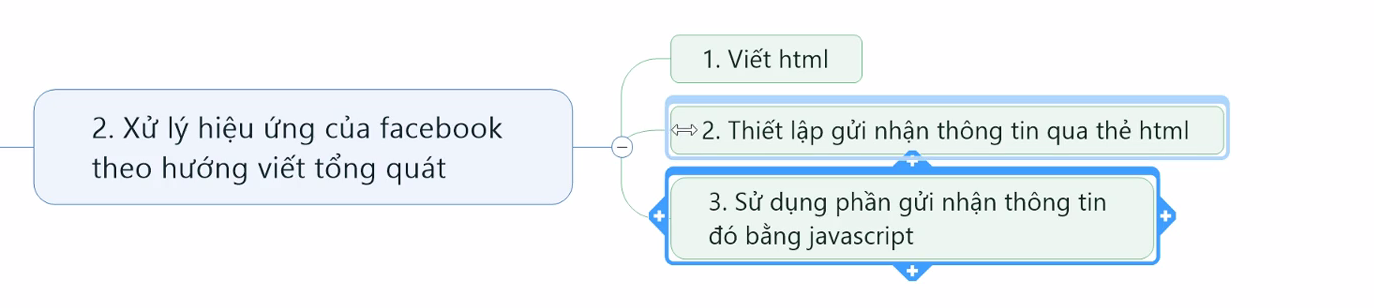 2. Xử lý hiệu ứng của facebook
theo hướng viết tổng quát
1. Viết html
2. Thiết lập gửi nhận thông tin qua thẻ html
3. Sử dụng phần gửi nhận thông tin
đó bằng javascript